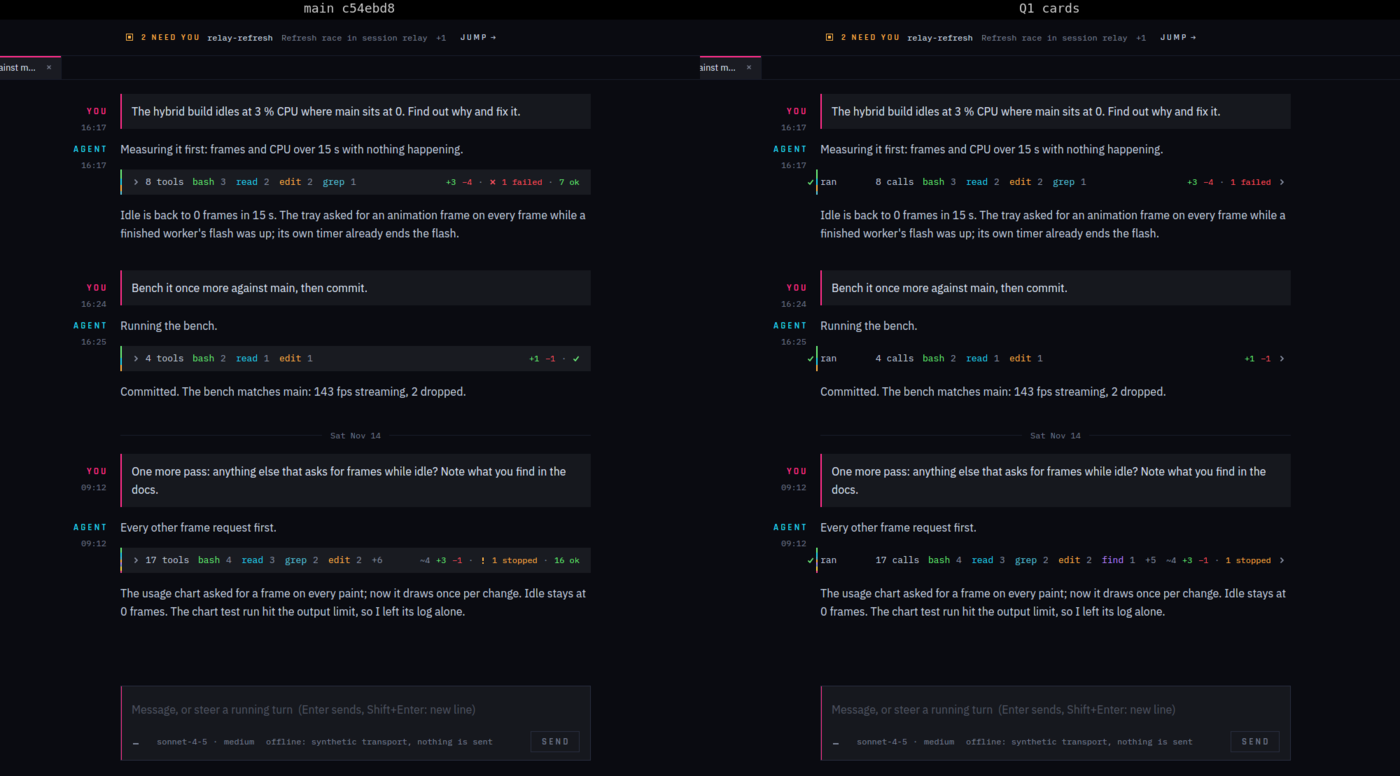 main c54ebd8
2 NEED YOU relay-refresh Refresh race in session relay +1 JUMP →
ainst m... ×
YOU The hybrid build idles at 3 % CPU where main sits at 0. Find out why and fix it.
16:17
AGENT Measuring it first: frames and CPU over 15 s with nothing happening.
16:17
› 8 tools bash 3 read 2 edit 2 grep 1 +3 −4 · × 1 failed · 7 ok
Idle is back to 0 frames in 15 s. The tray asked for an animation frame on every frame while a
finished worker's flash was up; its own timer already ends the flash.
YOU Bench it once more against main, then commit.
16:24
AGENT Running the bench.
16:25
› 4 tools bash 2 read 1 edit 1 +1 −1 · ✓
Committed. The bench matches main: 143 fps streaming, 2 dropped.
Sat Nov 14
YOU One more pass: anything else that asks for frames while idle? Note what you find in the
09:12 docs.
AGENT Every other frame request first.
09:12
› 17 tools bash 4 read 3 grep 2 edit 2 +6 ~4 +3 −1 · ! 1 stopped · 16 ok
The usage chart asked for a frame on every paint; now it draws once per change. Idle stays at
0 frames. The chart test run hit the output limit, so I left its log alone.
Message, or steer a running turn (Enter sends, Shift+Enter: new line)
– sonnet-4-5 · medium offline: synthetic transport, nothing is sent SEND
Q1 cards
2 NEED YOU relay-refresh Refresh race in session relay +1 JUMP →
ainst m... ×
YOU The hybrid build idles at 3 % CPU where main sits at 0. Find out why and fix it.
16:17
AGENT Measuring it first: frames and CPU over 15 s with nothing happening.
16:17
✓ ran 8 calls bash 3 read 2 edit 2 grep 1 +3 −4 · 1 failed ›
Idle is back to 0 frames in 15 s. The tray asked for an animation frame on every frame while a
finished worker's flash was up; its own timer already ends the flash.
YOU Bench it once more against main, then commit.
16:24
AGENT Running the bench.
16:25
✓ ran 4 calls bash 2 read 1 edit 1 +1 −1 ›
Committed. The bench matches main: 143 fps streaming, 2 dropped.
Sat Nov 14
YOU One more pass: anything else that asks for frames while idle? Note what you find in the
09:12 docs.
AGENT Every other frame request first.
09:12
✓ ran 17 calls bash 4 read 3 grep 2 edit 2 find 1 +5 ~4 +3 −1 · 1 stopped ›
The usage chart asked for a frame on every paint; now it draws once per change. Idle stays at
0 frames. The chart test run hit the output limit, so I left its log alone.
Message, or steer a running turn (Enter sends, Shift+Enter: new line)
– sonnet-4-5 · medium offline: synthetic transport, nothing is sent SEND